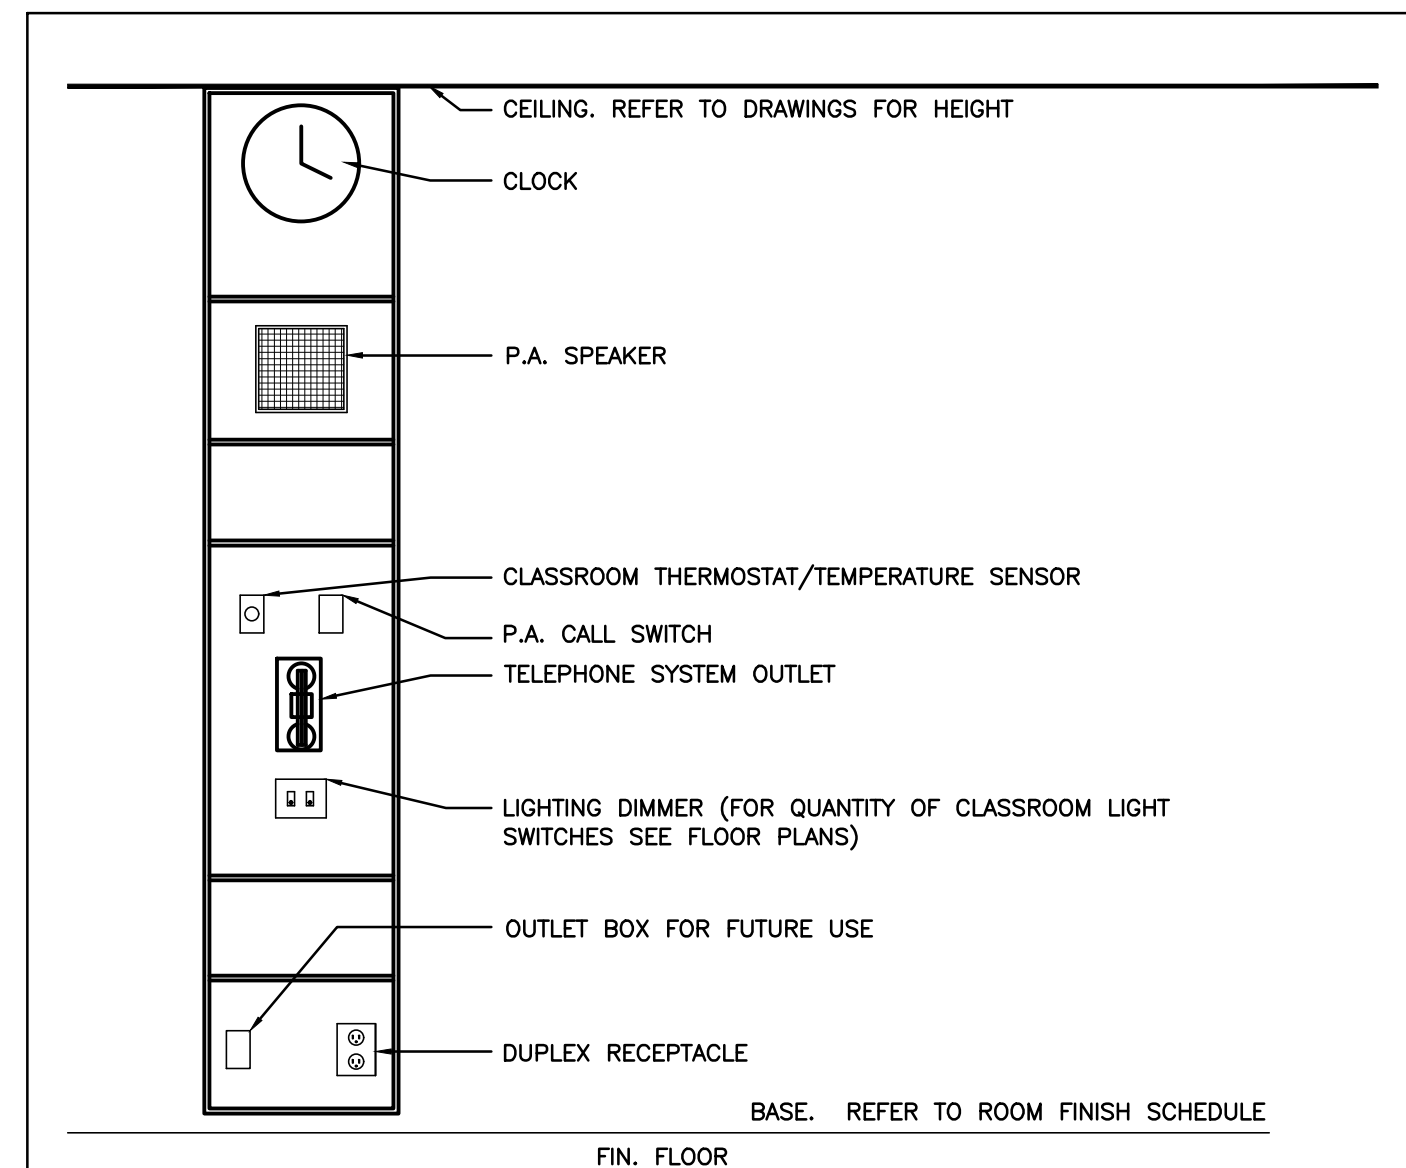 CEILING. REFER TO DRAWINGS FOR HEIGHT
CLOCK
P.A. SPEAKER
CLASSROOM THERMOSTAT/TEMPERATURE SENSOR
P.A. CALL SWITCH
TELEPHONE SYSTEM OUTLET
LIGHTING DIMMER (FOR QUANTITY OF CLASSROOM LIGHT
SWITCHES SEE FLOOR PLANS)
OUTLET BOX FOR FUTURE USE
DUPLEX RECEPTACLE
BASE. REFER TO ROOM FINISH SCHEDULE
FIN. FLOOR